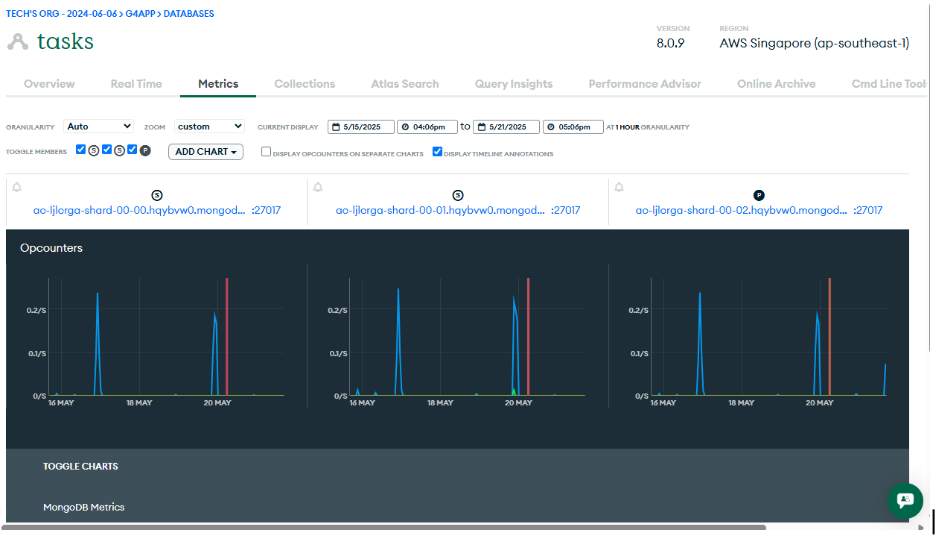 TECH'S ORG - 2024-06-06 > G4APP > DATABASES
tasks
VERSION
8.0.9
REGION
AWS Singapore (ap-southeast-1)
Overview Real Time Metrics Collections Atlas Search Query Insights Performance Advisor Online Archive Cmd Line Tool
GRANULARITY Auto ZOOM custom CURRENT DISPLAY 5/15/2025 04:06pm to 5/21/2025 05:06pm AT 1 HOUR GRANULARITY
TOGGLE MEMBERS S S P ADD CHART DISPLAY OPCOUNTERS ON SEPARATE CHARTS DISPLAY TIMELINE ANNOTATIONS
S S P
ao-ljlorga-shard-00-00.hqybvw0.mongod... :27017 ao-ljlorga-shard-00-01.hqybvw0.mongod... :27017 ao-ljlorga-shard-00-02.hqybvw0.mongod... :27017
Opcounters
0.2/S 0.2/S 0.2/S
0.1/S 0.1/S 0.1/S
0/S 0/S 0/S
16 MAY 18 MAY 20 MAY 16 MAY 18 MAY 20 MAY 16 MAY 18 MAY 20 MAY
TOGGLE CHARTS
MongoDB Metrics